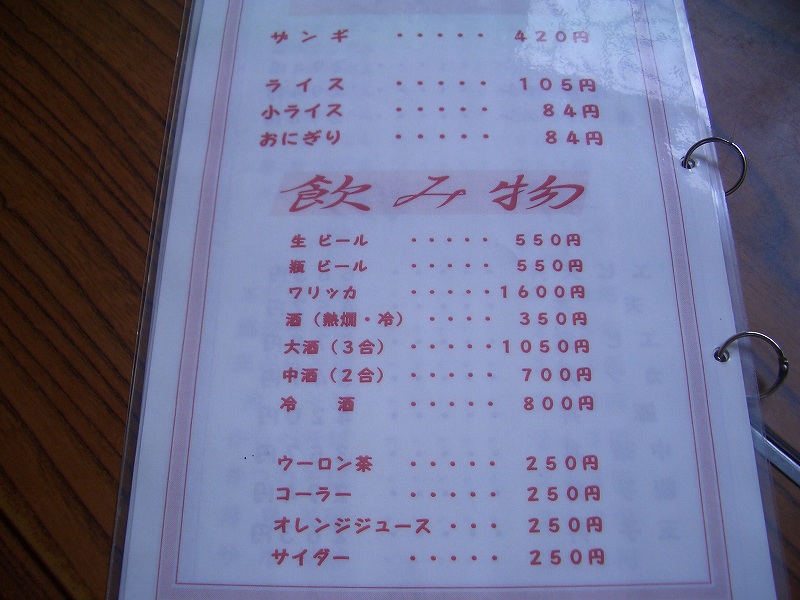 サンギ ・・・・・ 420円
ライス ・・・・・ 105円
小ライス ・・・・・ 84円
おにぎり ・・・・・ 84円
飲み物
生 ビール ・・・・・ 550円
瓶 ビール ・・・・・ 550円
ワリッカ ・・・・・ 1600円
酒（熱燗・冷） ・・・・・ 350円
大酒（3合） ・・・・・ 1050円
中酒（2合） ・・・・・ 700円
冷 酒 ・・・・・ 800円
ウーロン茶 ・・・・・ 250円
コーラー ・・・・・ 250円
オレンジジュース ・・・ 250円
サイダー ・・・・・ 250円